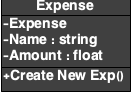 Expense
-Expense
-Name : string
-Amount : float
+Create New Exp()